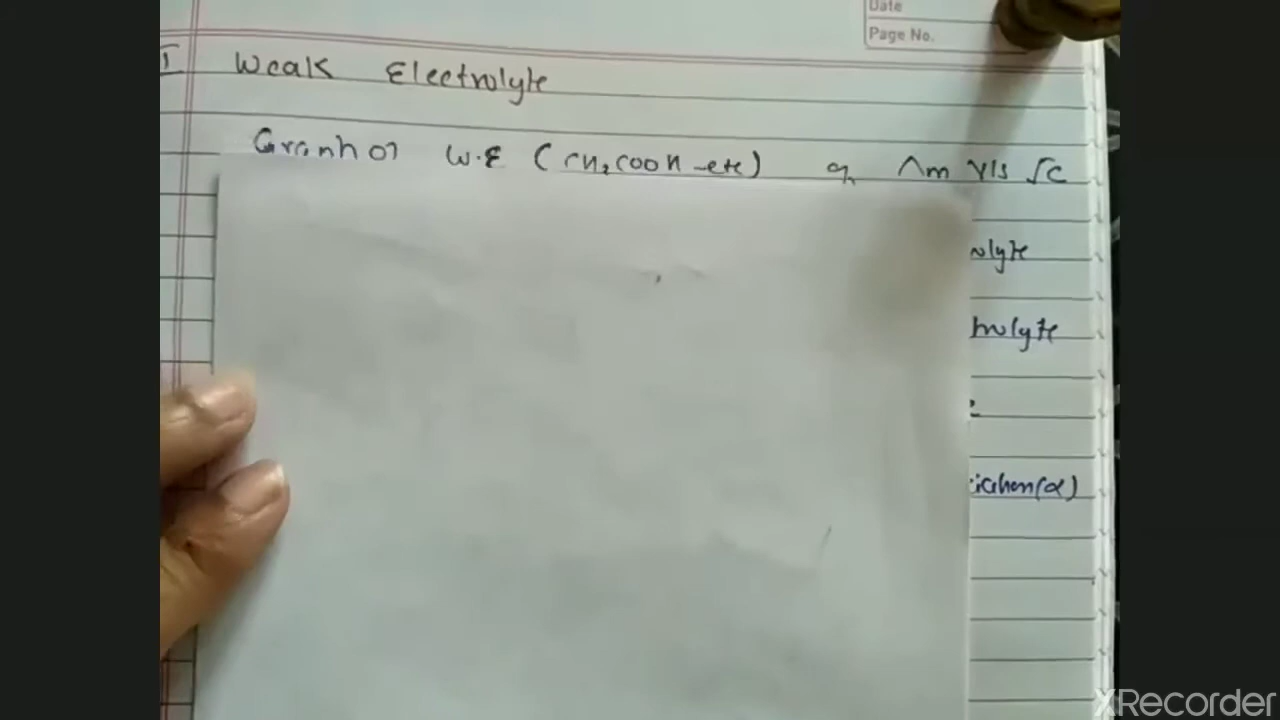 Date
Page No.
I Weak Electrolyte
Graph of W.E (CH3COOH etc) of Λm V/s √C
olyte
trolyte
ciation(α)
XRecorder